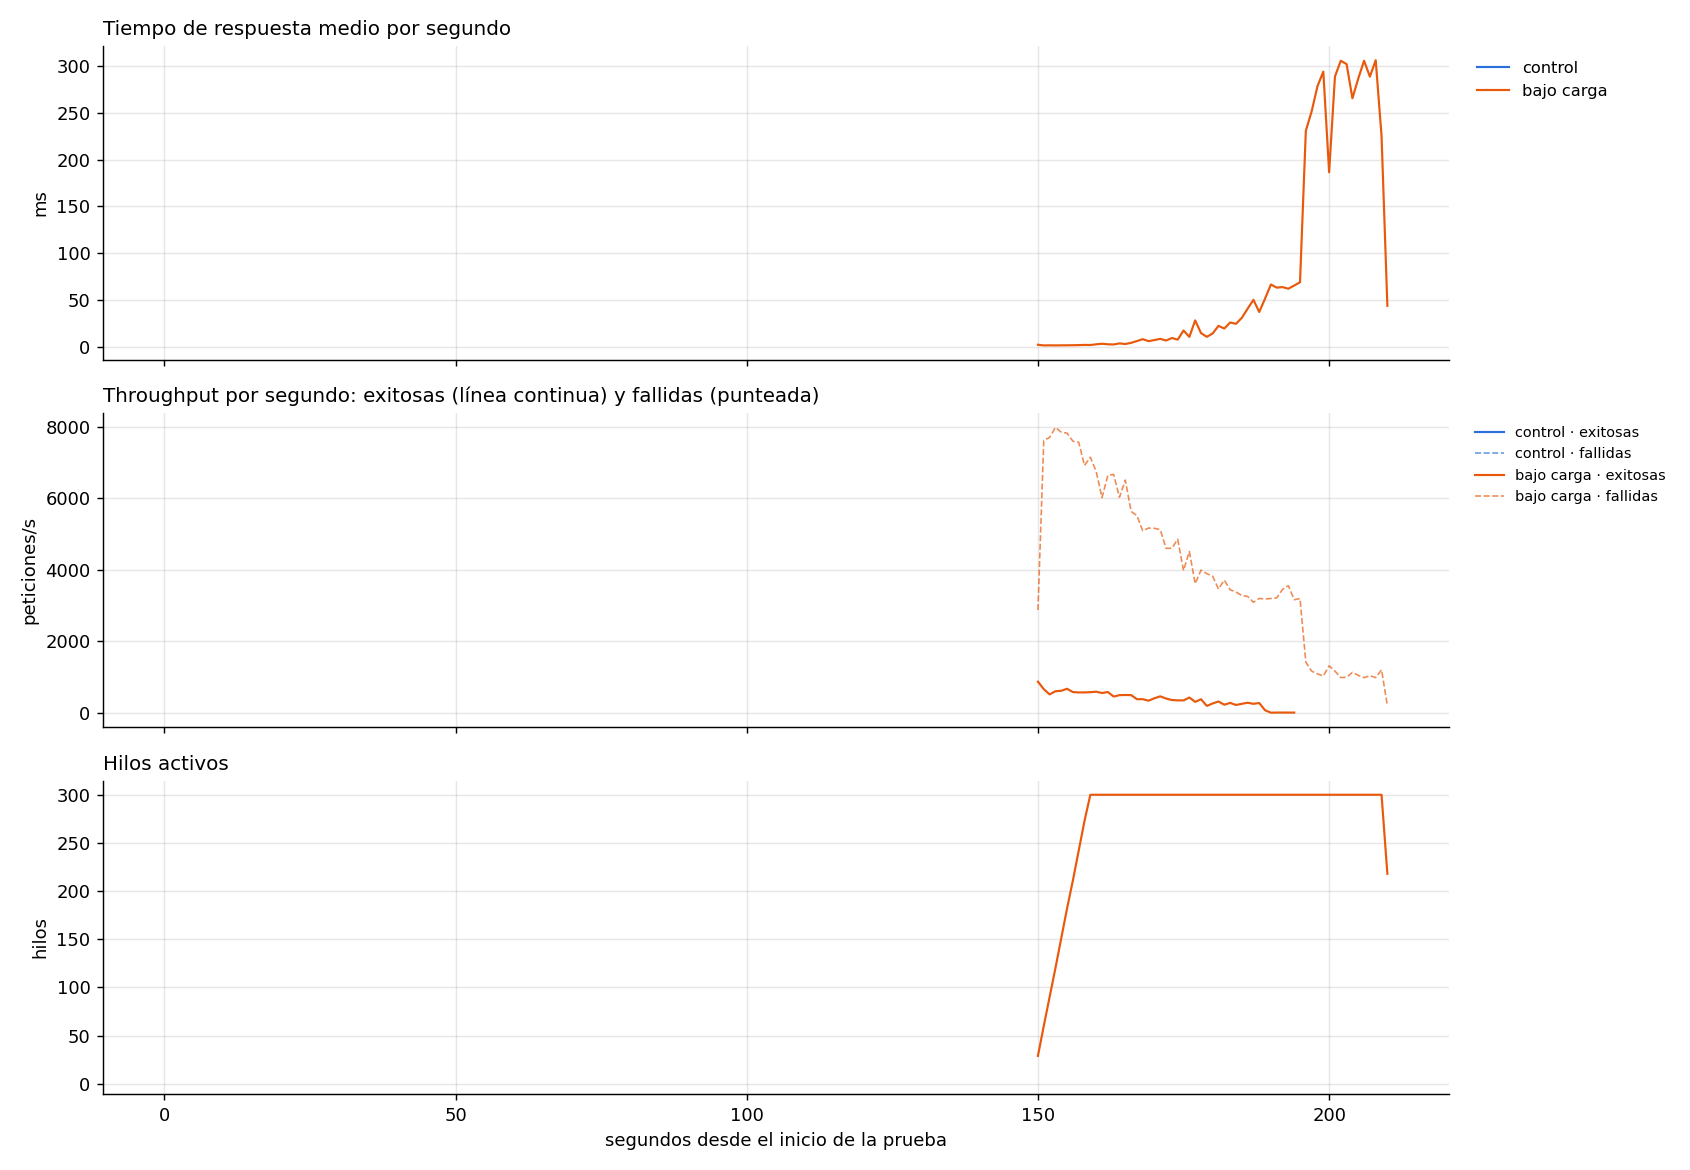 Tiempo de respuesta medio por segundo
300
250
200
150
100
50
0
ms
control
bajo carga
Throughput por segundo: exitosas (línea continua) y fallidas (punteada)
8000
6000
4000
2000
0
peticiones/s
control · exitosas
control · fallidas
bajo carga · exitosas
bajo carga · fallidas
Hilos activos
300
250
200
150
100
50
0
hilos
0 50 100 150 200
segundos desde el inicio de la prueba